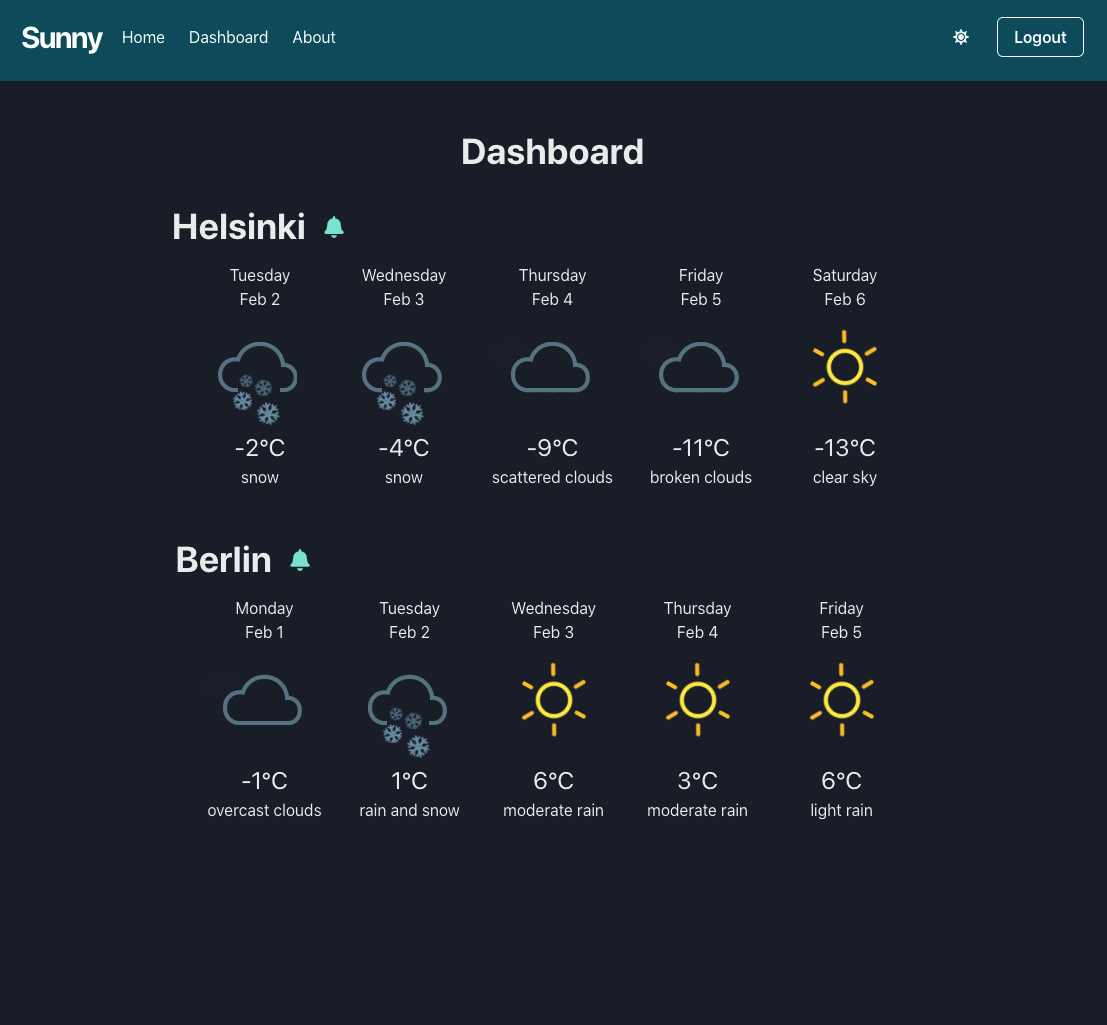 Sunny Home Dashboard About Logout
Dashboard
Helsinki
Tuesday Wednesday Thursday Friday Saturday
Feb 2 Feb 3 Feb 4 Feb 5 Feb 6
-2°C -4°C -9°C -11°C -13°C
snow snow scattered clouds broken clouds clear sky
Berlin
Monday Tuesday Wednesday Thursday Friday
Feb 1 Feb 2 Feb 3 Feb 4 Feb 5
-1°C 1°C 6°C 3°C 6°C
overcast clouds rain and snow moderate rain moderate rain light rain